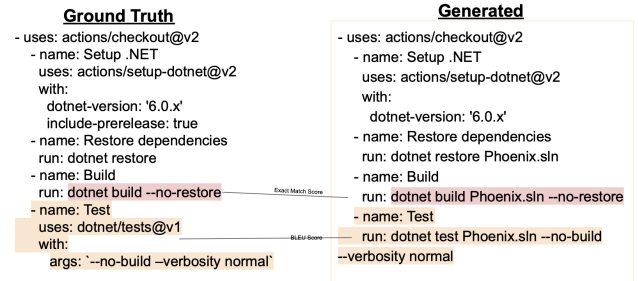 Ground Truth
- uses: actions/checkout@v2
- name: Setup .NET
uses: actions/setup-dotnet@v2
with:
dotnet-version: '6.0.x'
include-prerelease: true
- name: Restore dependencies
run: dotnet restore
- name: Build
run: dotnet build --no-restore
- name: Test
uses: dotnet/tests@v1
with:
args: `--no-build –verbosity normal`
Exact Match Score
BLEU Score
Generated
- uses: actions/checkout@v2
- name: Setup .NET
uses: actions/setup-dotnet@v2
with:
dotnet-version: '6.0.x'
- name: Restore dependencies
run: dotnet restore Phoenix.sln
- name: Build
run: dotnet build Phoenix.sln --no-restore
- name: Test
run: dotnet test Phoenix.sln --no-build
--verbosity normal